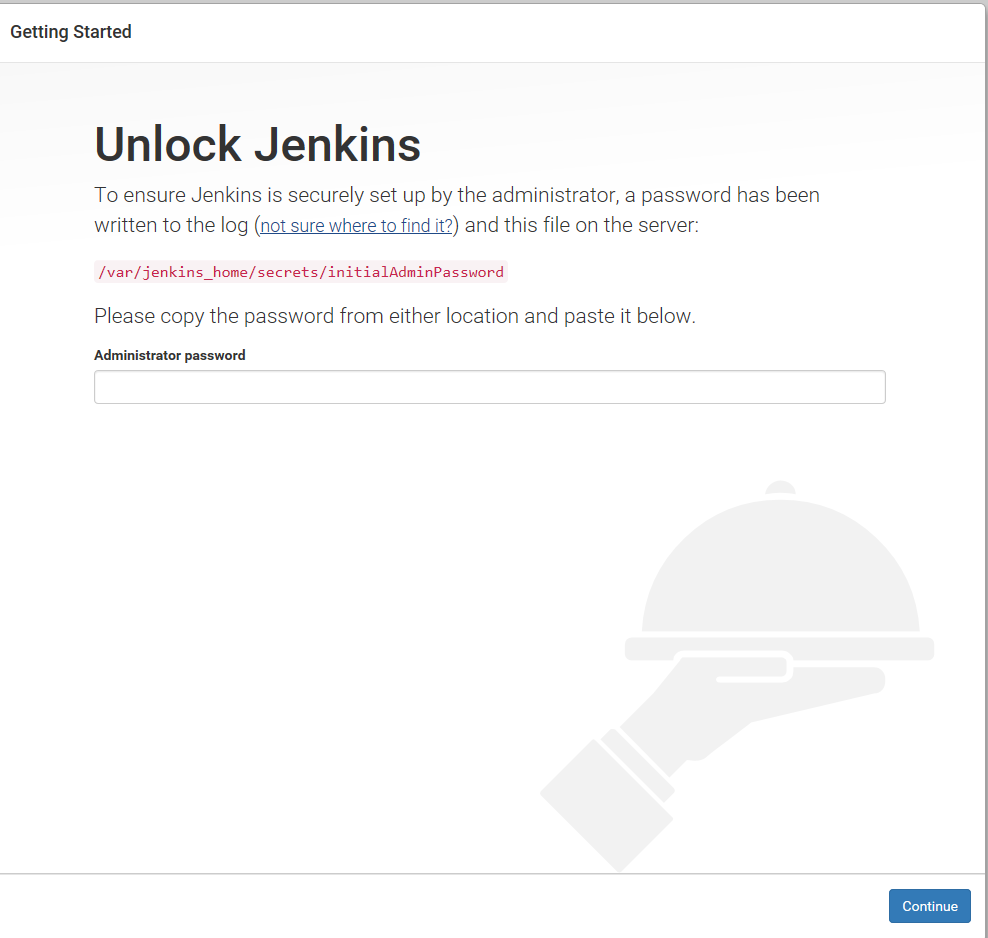 Getting Started
Unlock Jenkins
To ensure Jenkins is securely set up by the administrator, a password has been
written to the log (not sure where to find it?) and this file on the server:
/var/jenkins_home/secrets/initialAdminPassword
Please copy the password from either location and paste it below.
Administrator password
Continue